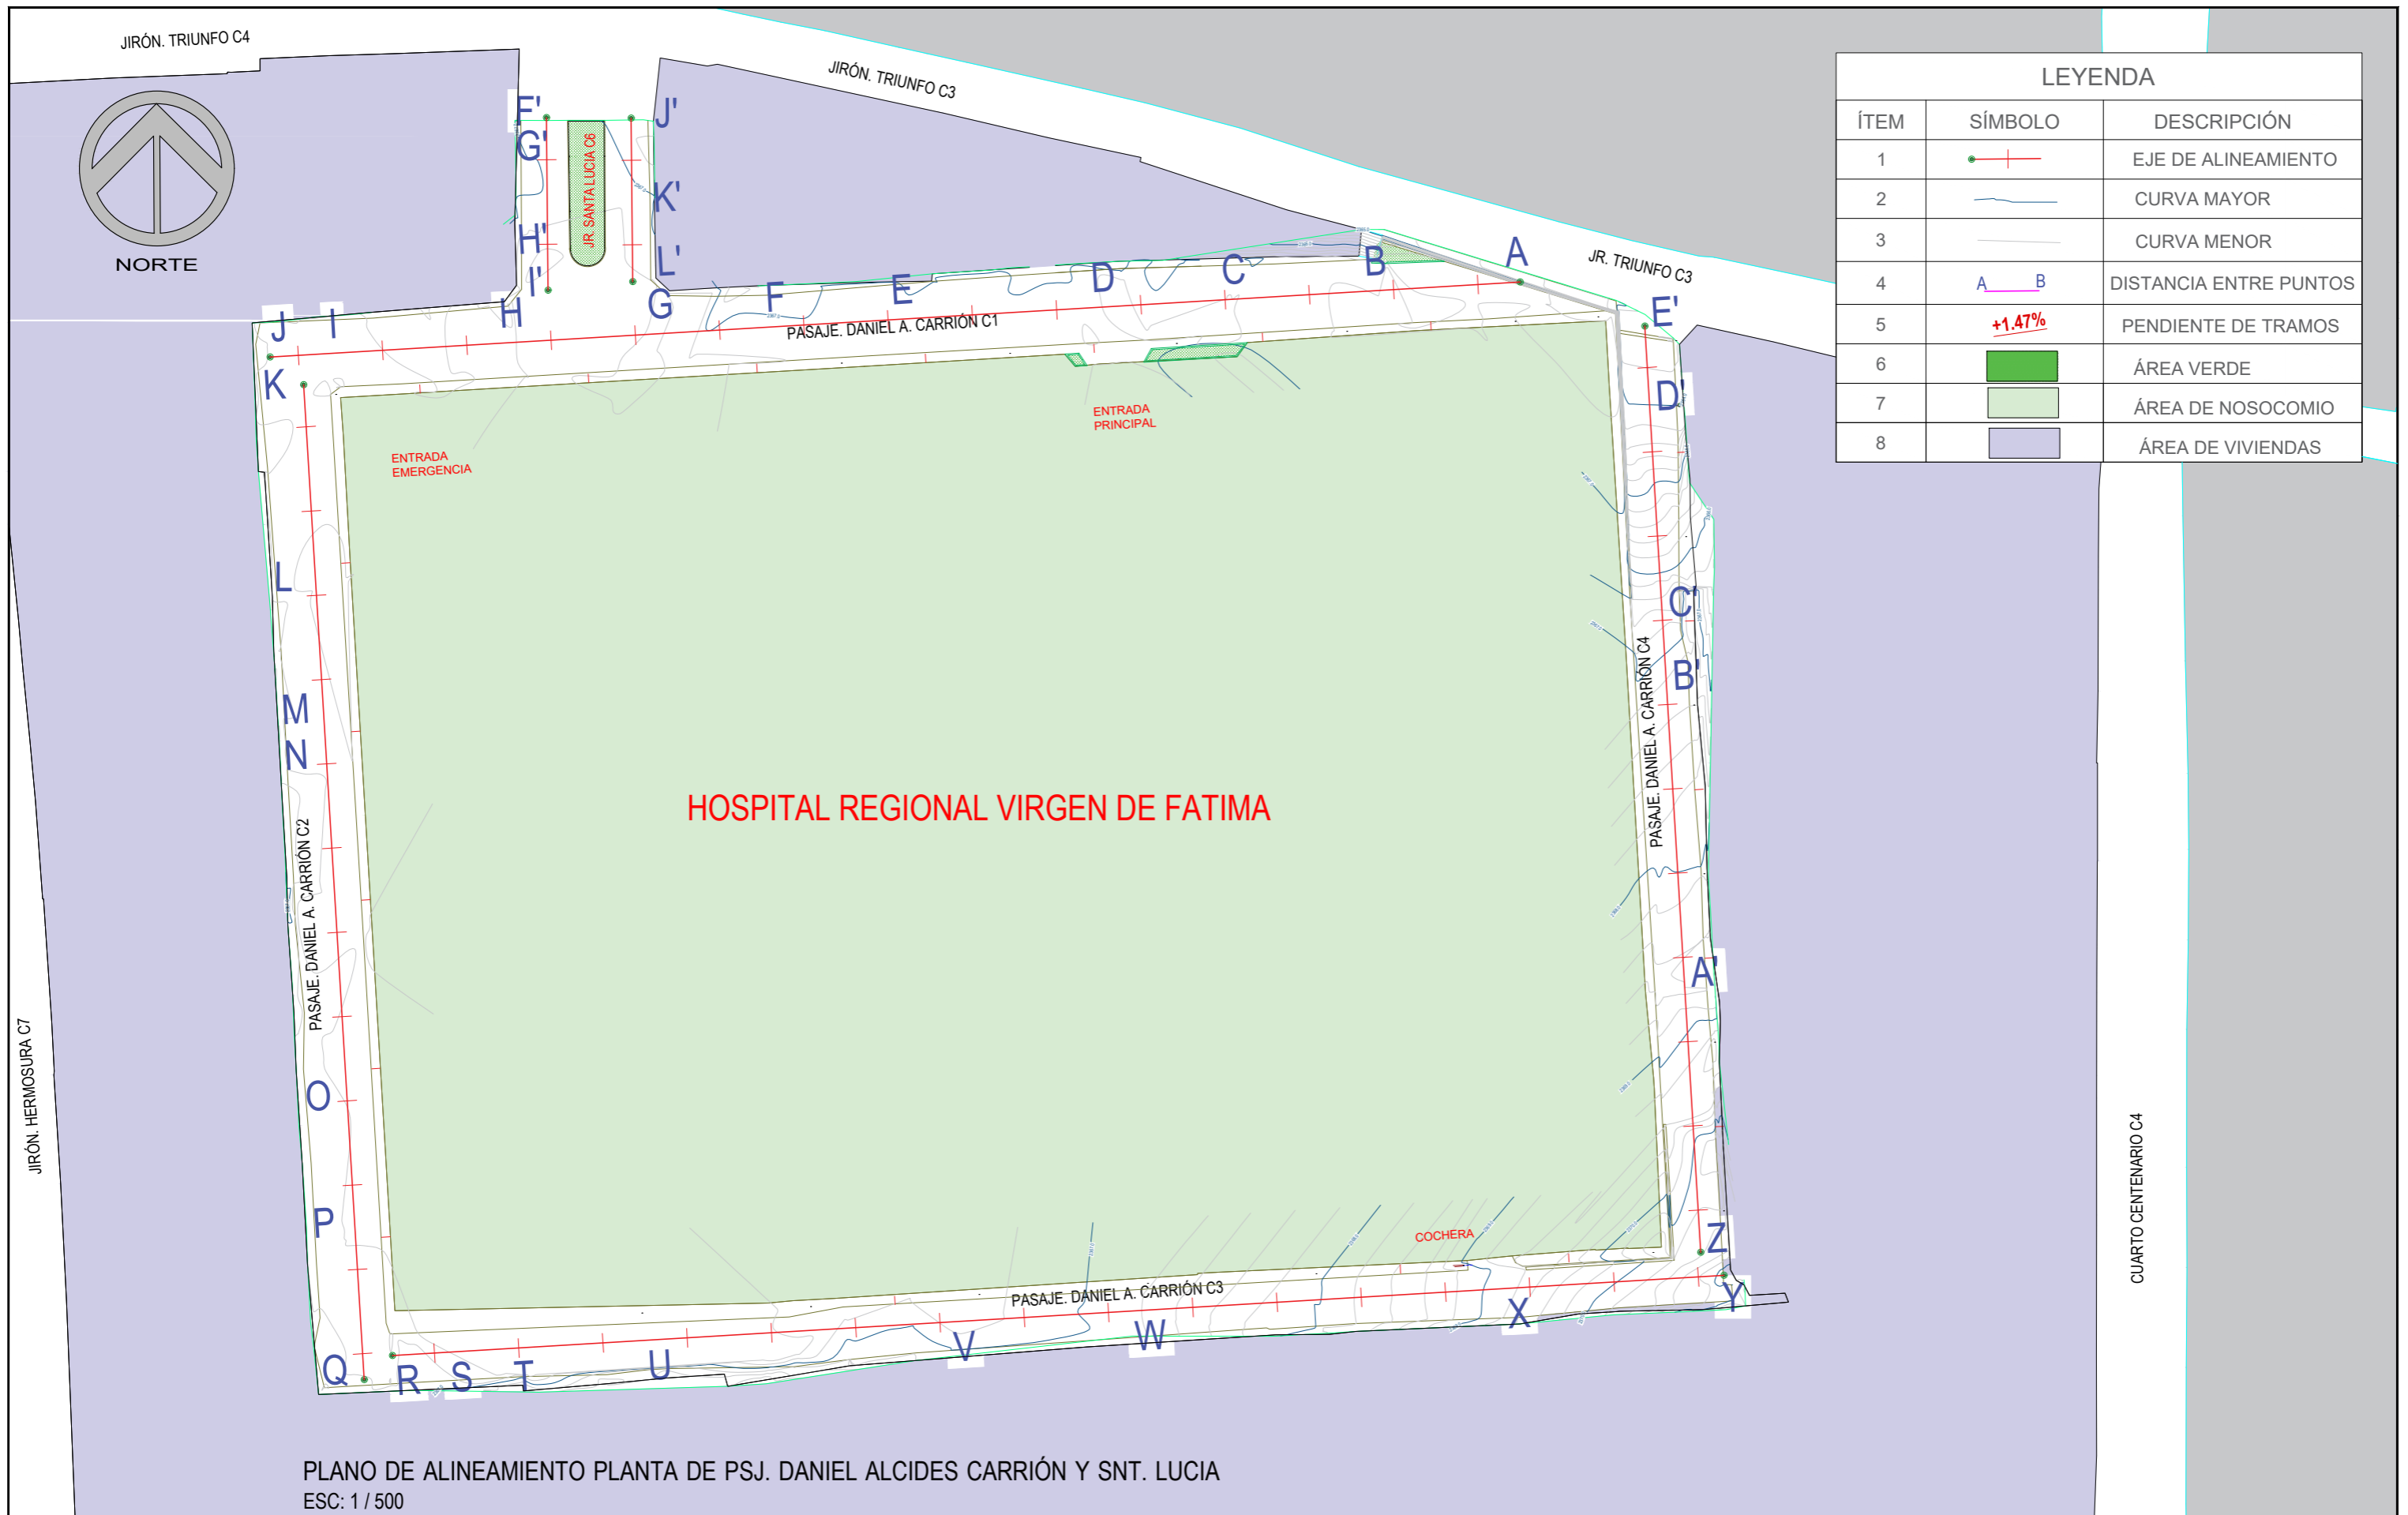 JIRÓN. TRIUNFO C4
JIRÓN. TRIUNFO C3
NORTE
LEYENDA
ÍTEM SÍMBOLO DESCRIPCIÓN
1 EJE DE ALINEAMIENTO
2 CURVA MAYOR
3 CURVA MENOR
4 A B DISTANCIA ENTRE PUNTOS
5 +1.47% PENDIENTE DE TRAMOS
6 ÁREA VERDE
7 ÁREA DE NOSOCOMIO
8 ÁREA DE VIVIENDAS
F'
G'
H'
I'
JR. SANTA LUCIA C6
J'
K'
L'
J
I
H
G
F
E
D
C
B
A
JR. TRIUNFO C3
E'
D'
C'
B'
A'
Z
Y
PASAJE. DANIEL A. CARRIÓN C1
ENTRADA
PRINCIPAL
ENTRADA
EMERGENCIA
K
L
M
N
O
P
Q
PASAJE. DANIEL A. CARRIÓN C2
HOSPITAL REGIONAL VIRGEN DE FATIMA
PASAJE. DANIEL A. CARRIÓN C4
COCHERA
PASAJE. DANIEL A. CARRIÓN C3
R
S
T
U
V
W
X
JIRÓN. HERMOSURA C7
CUARTO CENTENARIO C4
PLANO DE ALINEAMIENTO PLANTA DE PSJ. DANIEL ALCIDES CARRIÓN Y SNT. LUCIA
ESC: 1 / 500